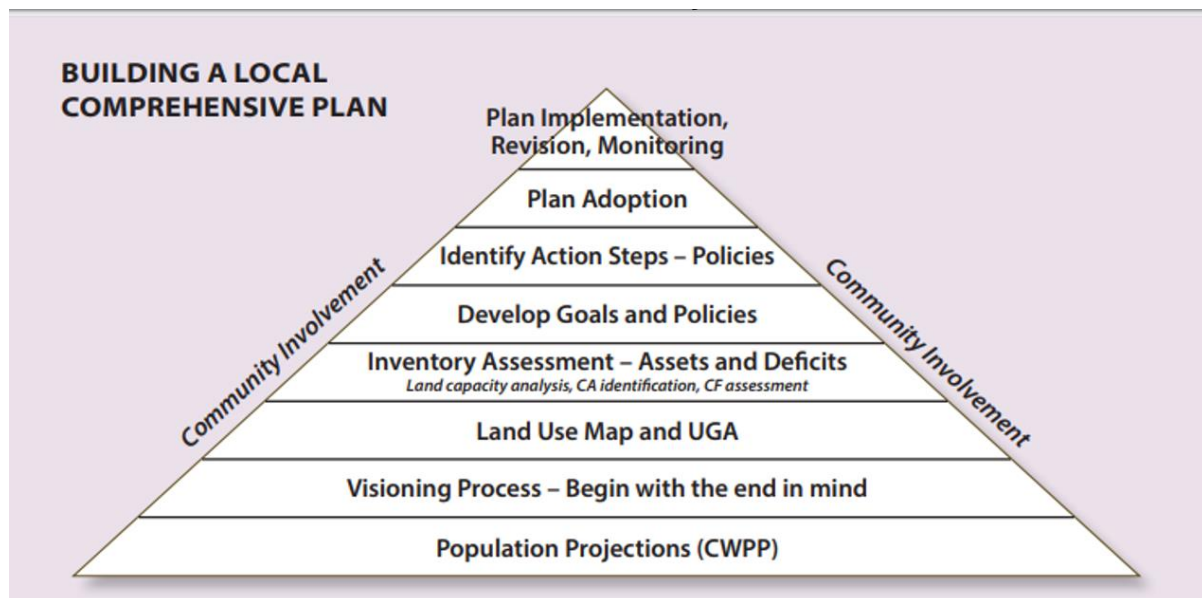 BUILDING A LOCAL
COMPREHENSIVE PLAN
Plan Implementation,
Revision, Monitoring
Plan Adoption
Identify Action Steps – Policies
Develop Goals and Policies
Inventory Assessment – Assets and Deficits
Land capacity analysis, CA identification, CF assessment
Land Use Map and UGA
Visioning Process – Begin with the end in mind
Population Projections (CWPP)
Community Involvement
Community Involvement